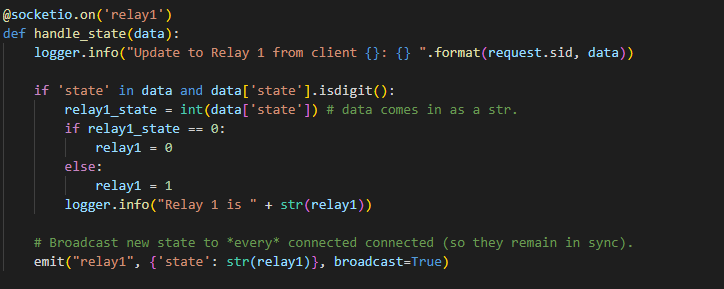 @socketio.on('relay1')
def handle_state(data):
    logger.info("Update to Relay 1 from client {}: {} ".format(request.sid, data))

    if 'state' in data and data['state'].isdigit():
        relay1_state = int(data['state']) # data comes in as a str.
        if relay1_state == 0:
            relay1 = 0
        else:
            relay1 = 1
        logger.info("Relay 1 is " + str(relay1))

    # Broadcast new state to *every* connected connected (so they remain in sync).
    emit("relay1", {'state': str(relay1)}, broadcast=True)